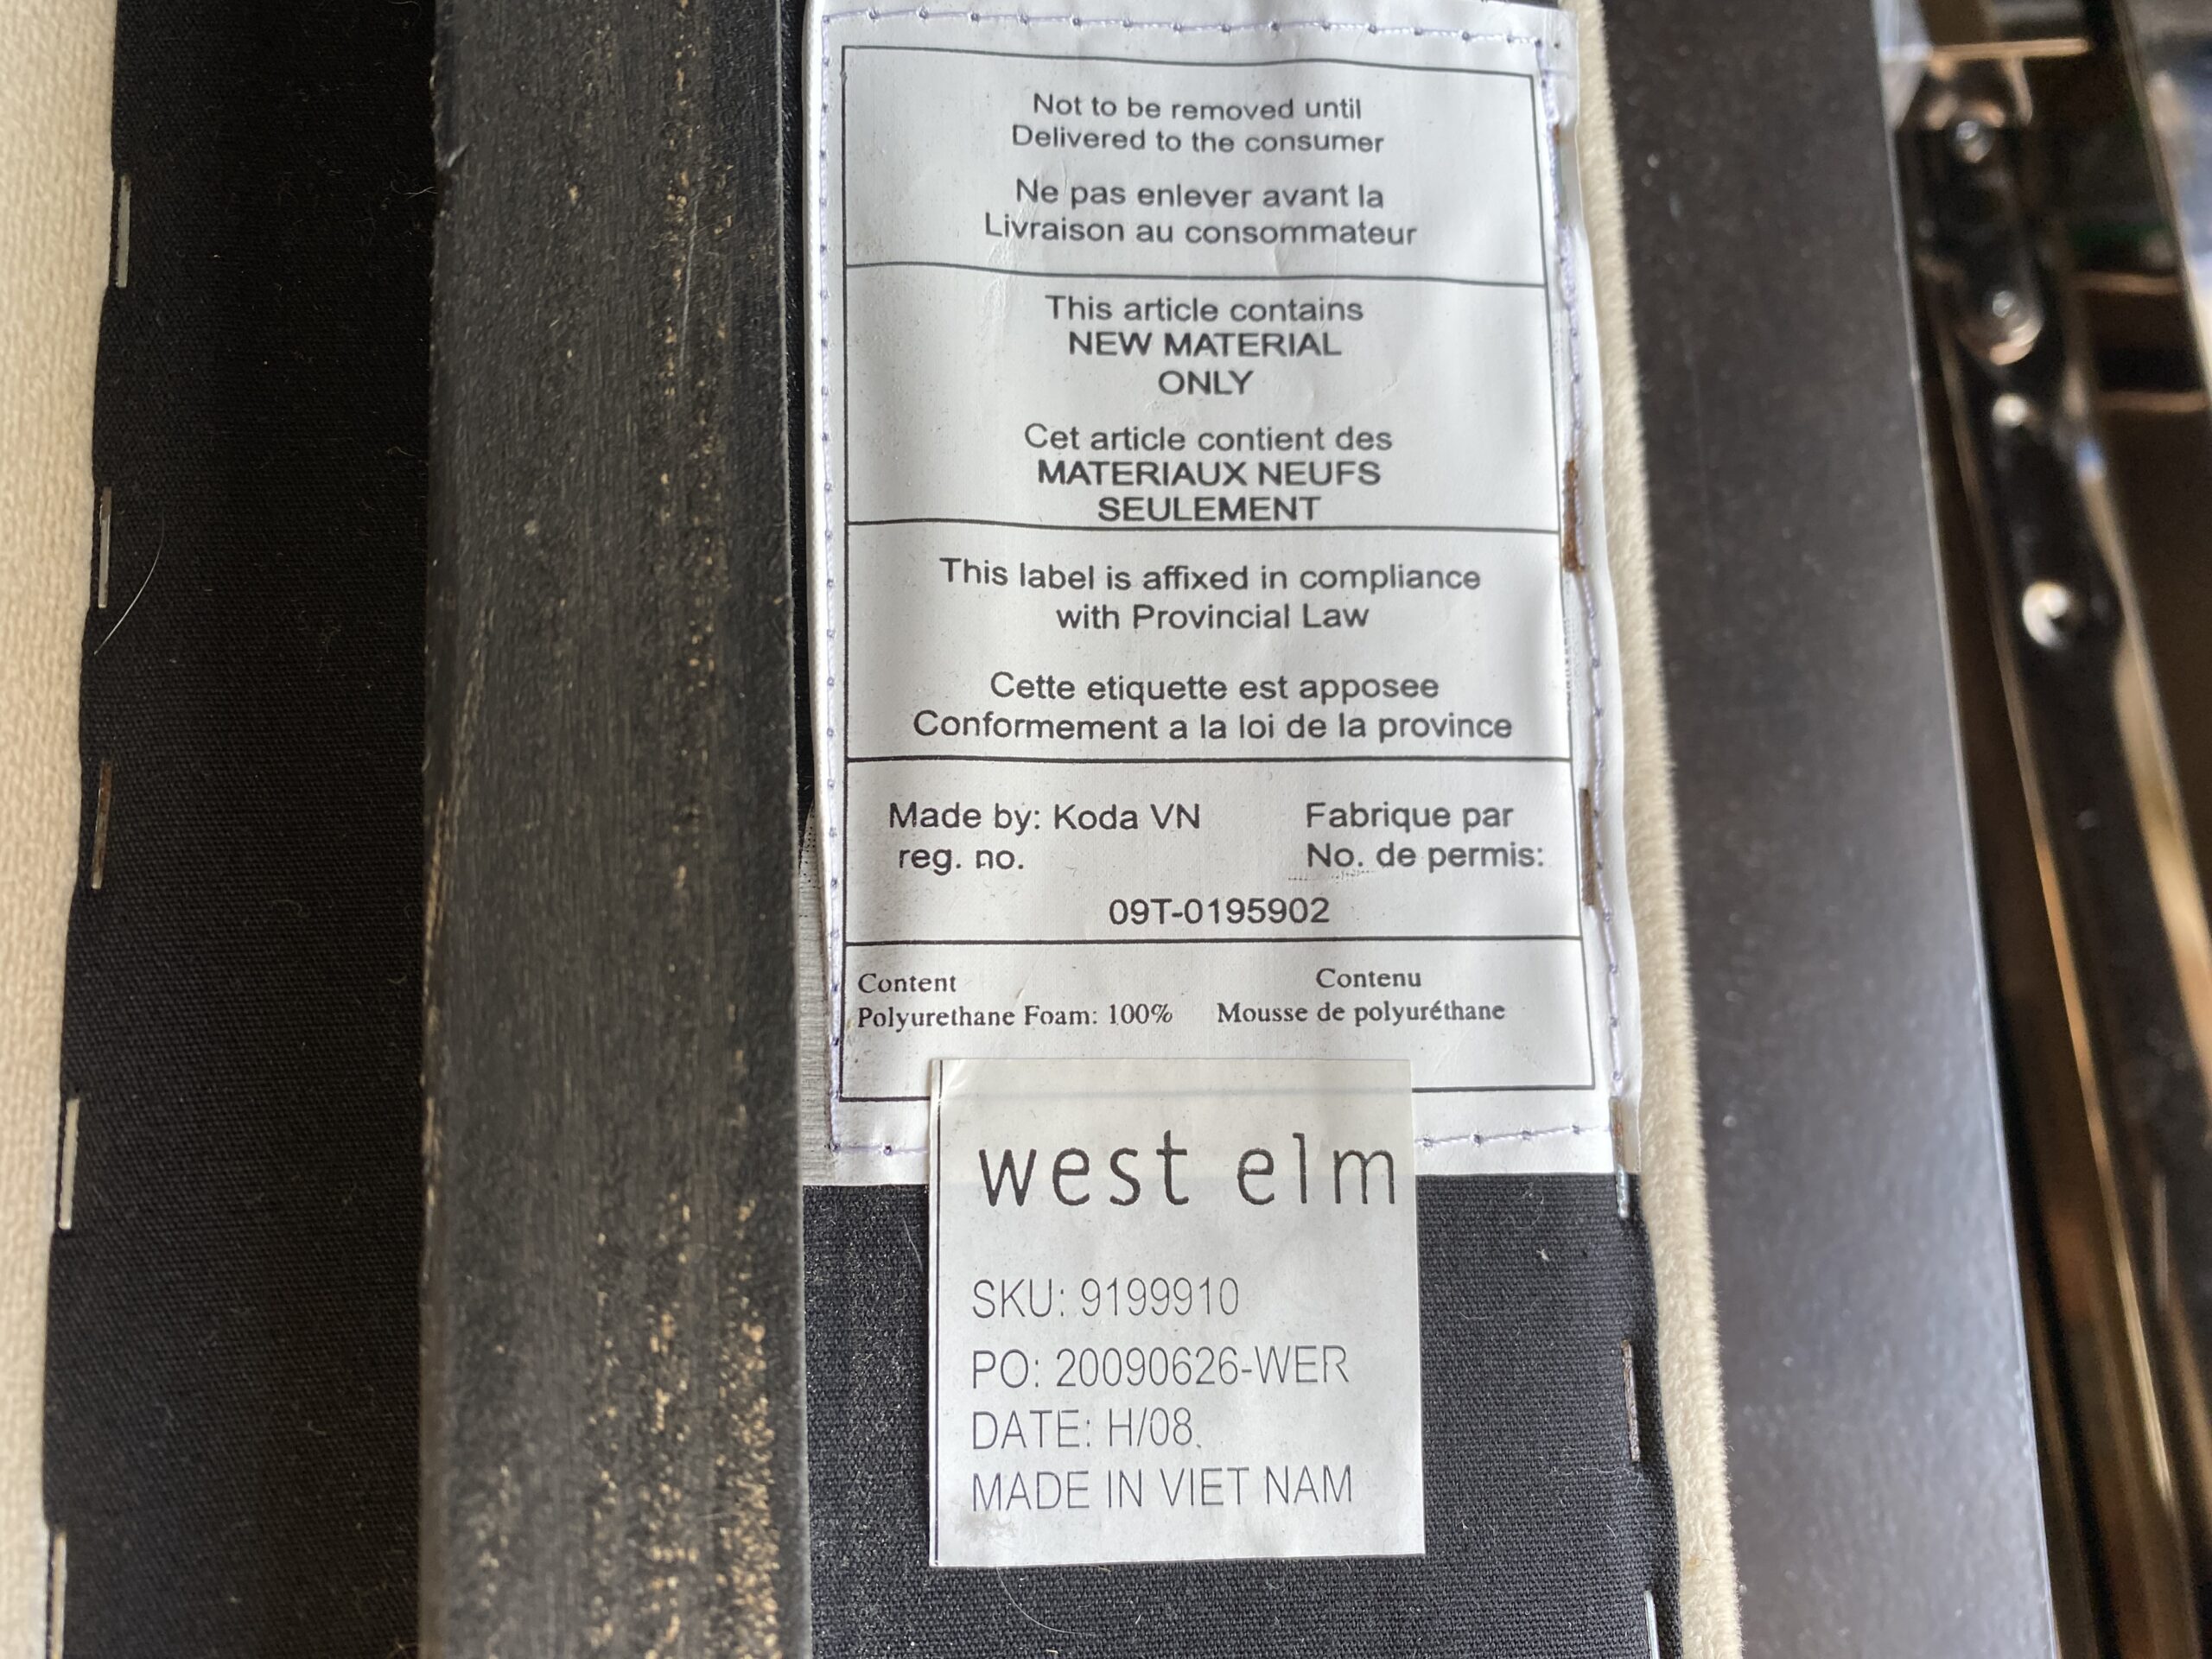 Not to be removed until
Delivered to the consumer
Ne pas enlever avant la
Livraison au consommateur
This article contains
NEW MATERIAL
ONLY
Cet article contient des
MATERIAUX NEUFS
SEULEMENT
This label is affixed in compliance
with Provincial Law
Cette etiquette est apposee
Conformement a la loi de la province
Made by: Koda VN Fabrique par
reg. no. No. de permis:
09T-0195902
Content Contenu
Polyurethane Foam: 100% Mousse de polyuréthane
west elm
SKU: 9199910
PO: 20090626-WER
DATE: H/08.
MADE IN VIET NAM